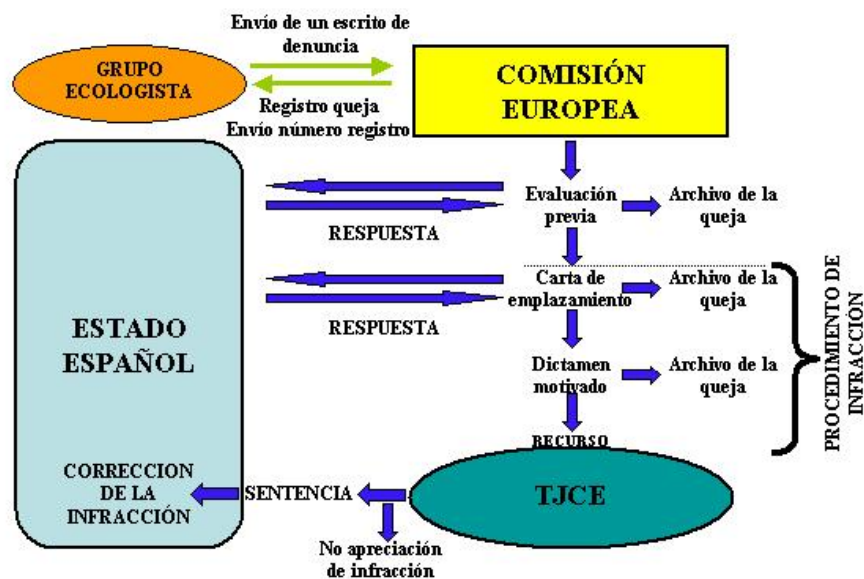 Envío de un escrito de
denuncia
GRUPO
ECOLOGISTA
COMISIÓN
EUROPEA
Registro queja
Envío número registro
Evaluación
previa
Archivo de la
queja
RESPUESTA
Carta de
emplazamiento
Archivo de la
queja
RESPUESTA
ESTADO
ESPAÑOL
Dictamen
motivado
Archivo de la
queja
PROCEDIMIENTO DE
INFRACCIÓN
RECURSO
CORRECCION
DE LA
INFRACCIÓN
SENTENCIA
TJCE
No apreciación
de infracción